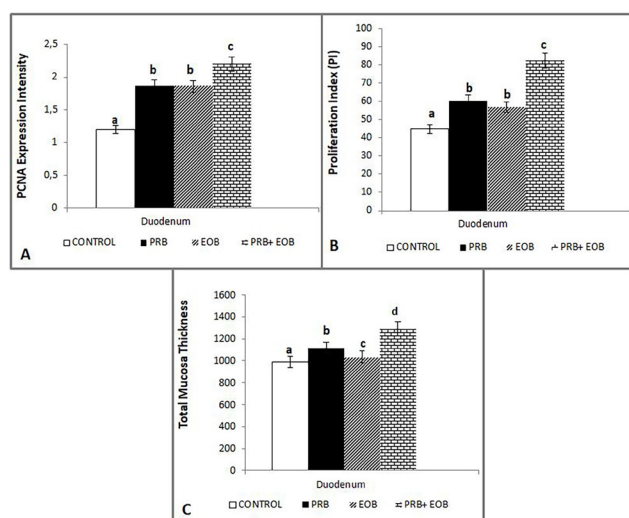 PCNA Expression Intensity
2,5
2
1,5
1
0,5
0
a
b
b
c
Duodenum
CONTROL PRB EOB PRB+ EOB
A
Proliferation Index (PI)
100
90
80
70
60
50
40
30
20
10
0
a
b
b
c
Duodenum
CONTROL PRB EOB PRB+ EOB
B
Total Mucosa Thickness
1600
1400
1200
1000
800
600
400
200
0
a
b
c
d
Duodenum
CONTROL PRB EOB PRB+ EOB
C